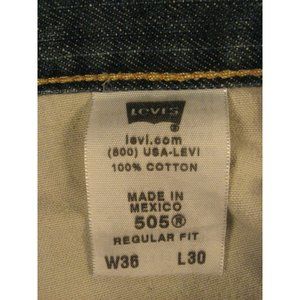 LEVI'S
levi.com
(800) USA-LEVI
100% COTTON
MADE IN
MEXICO
505®
REGULAR FIT
W36 L30